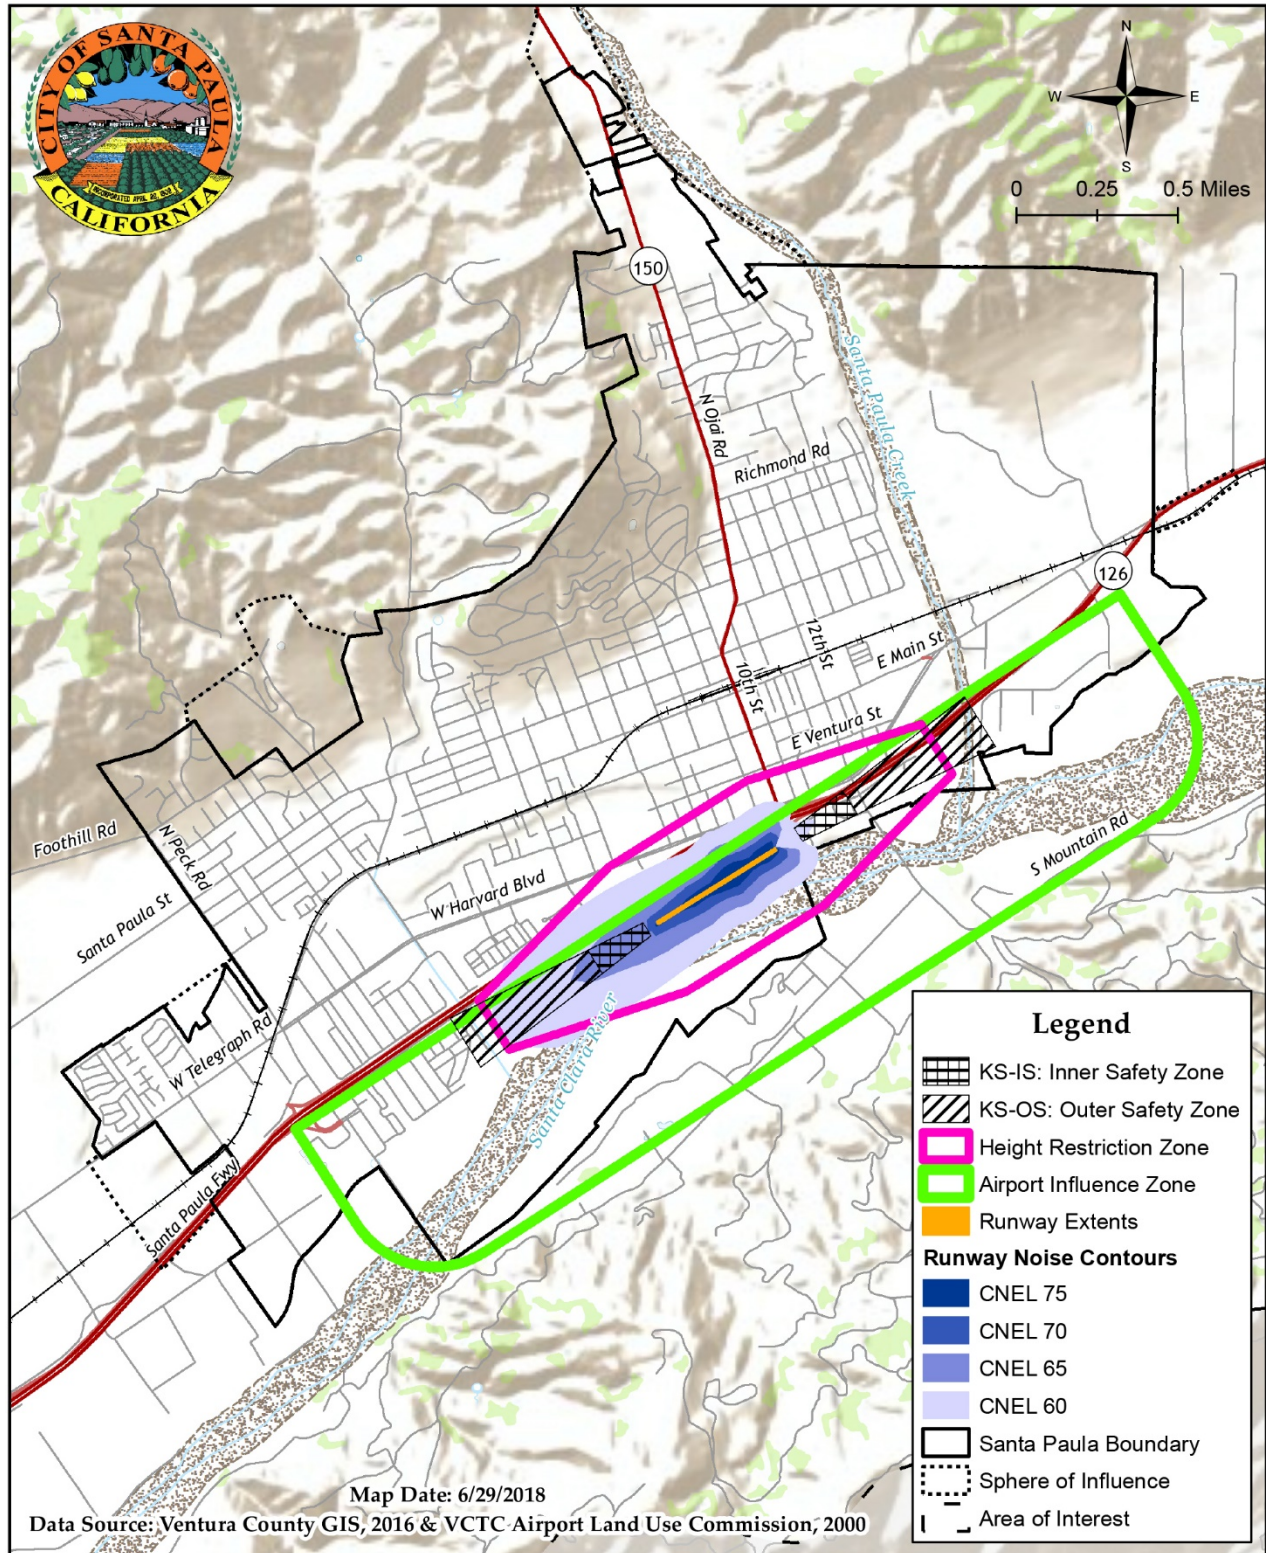 CITY OF SANTA PAULA
INCORPORATED APRIL 22, 1902
CALIFORNIA
N
W E
S
0 0.25 0.5 Miles
150
Santa Paula Creek
N Ojai Rd
Richmond Rd
126
12th St
E Main St
10th St
E Ventura St
Foothill Rd
N Peck Rd
S Mountain Rd
W Harvard Blvd
Santa Paula St
W Telegraph Rd
Santa Clara River
Santa Paula Fwy
Legend
KS-IS: Inner Safety Zone
KS-OS: Outer Safety Zone
Height Restriction Zone
Airport Influence Zone
Runway Extents
Runway Noise Contours
CNEL 75
CNEL 70
CNEL 65
CNEL 60
Santa Paula Boundary
Sphere of Influence
Area of Interest
Map Date: 6/29/2018
Data Source: Ventura County GIS, 2016 & VCTC Airport Land Use Commission, 2000